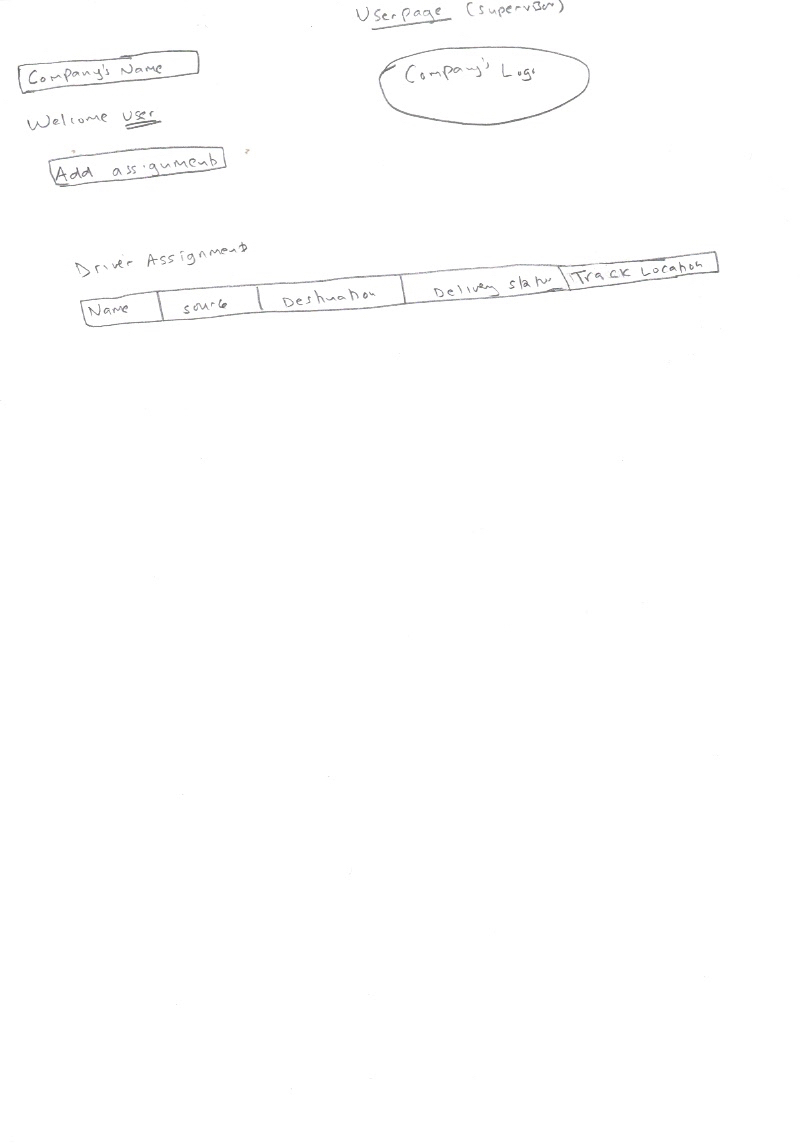 Userpage (Supervisor)
Company's Name
Company's Logo
Welcome User
Add assignment
Driver Assignment
Name source Destination Delivery status Track Location